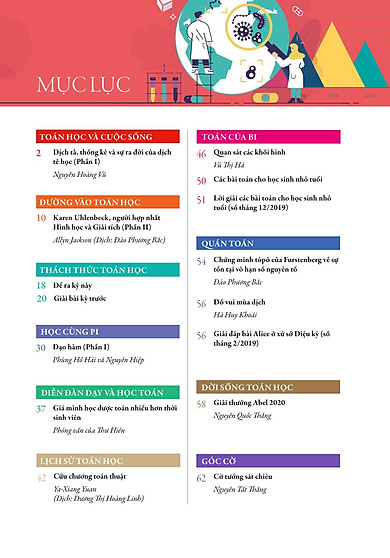 MỤC LỤC
TOÁN HỌC VÀ CUỘC SỐNG
2 Dịch tả, thống kê và sự ra đời của dịch
tễ học (Phần I)
Nguyễn Hoàng Vũ
ĐƯỜNG VÀO TOÁN HỌC
10 Karen Uhlenbeck, người hợp nhất
Hình học và Giải tích (Phần II)
Allyn Jackson (Dịch: Đào Phương Bắc)
THÁCH THỨC TOÁN HỌC
18 Đề ra kỳ này
20 Giải bài kỳ trước
HỌC CÙNG PI
30 Đạo hàm (Phần I)
Phùng Hồ Hải và Nguyên Hiệp
DIỄN ĐÀN DẠY VÀ HỌC TOÁN
37 Giá mình học được toán nhiều hơn thời
sinh viên
Phỏng vấn của Thư Hiên
LỊCH SỬ TOÁN HỌC
42 Cửu chương toán thuật
Ya-Xiang Yuan
(Dịch: Dương Thị Hoàng Linh)
TOÁN CỦA BI
46 Quan sát các khối hình
Vũ Thị Hà
50 Các bài toán cho học sinh nhỏ tuổi
51 Lời giải các bài toán cho học sinh nhỏ
tuổi (số tháng 12/2019)
QUÁN TOÁN
54 Chứng minh tôpô của Furstenberg về sự
tồn tại vô hạn số nguyên tố
Đào Phương Bắc
56 Đố vui mùa dịch
Hà Huy Khoái
56 Giải đáp bài Alice ở xứ sở Diệu kỳ (số
tháng 2/2019)
ĐỜI SỐNG TOÁN HỌC
58 Giải thưởng Abel 2020
Nguyễn Quốc Thắng
GÓC CỜ
62 Cờ tướng sát chiêu
Nguyễn Tất Thắng